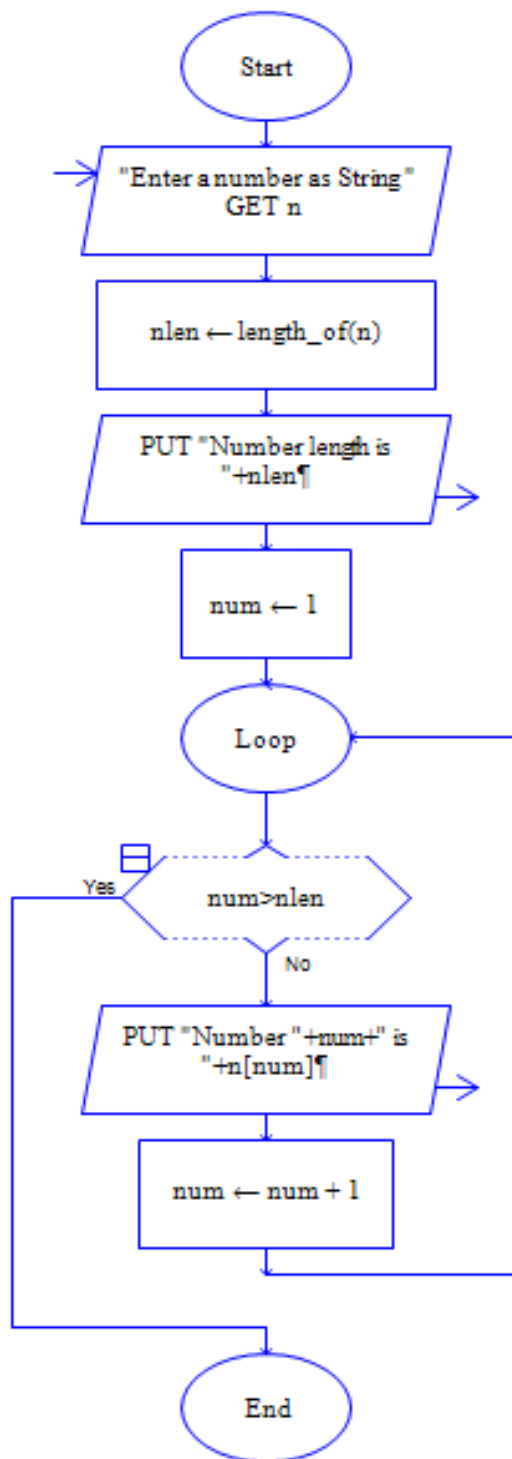 Start
"Enter a number as String"
GET n
nlen ← length_of(n)
PUT "Number length is
"+nlen¶
num ← 1
Loop
Yes
num>nlen
No
PUT "Number "+num+" is
"+n[num]¶
num ← num + 1
End